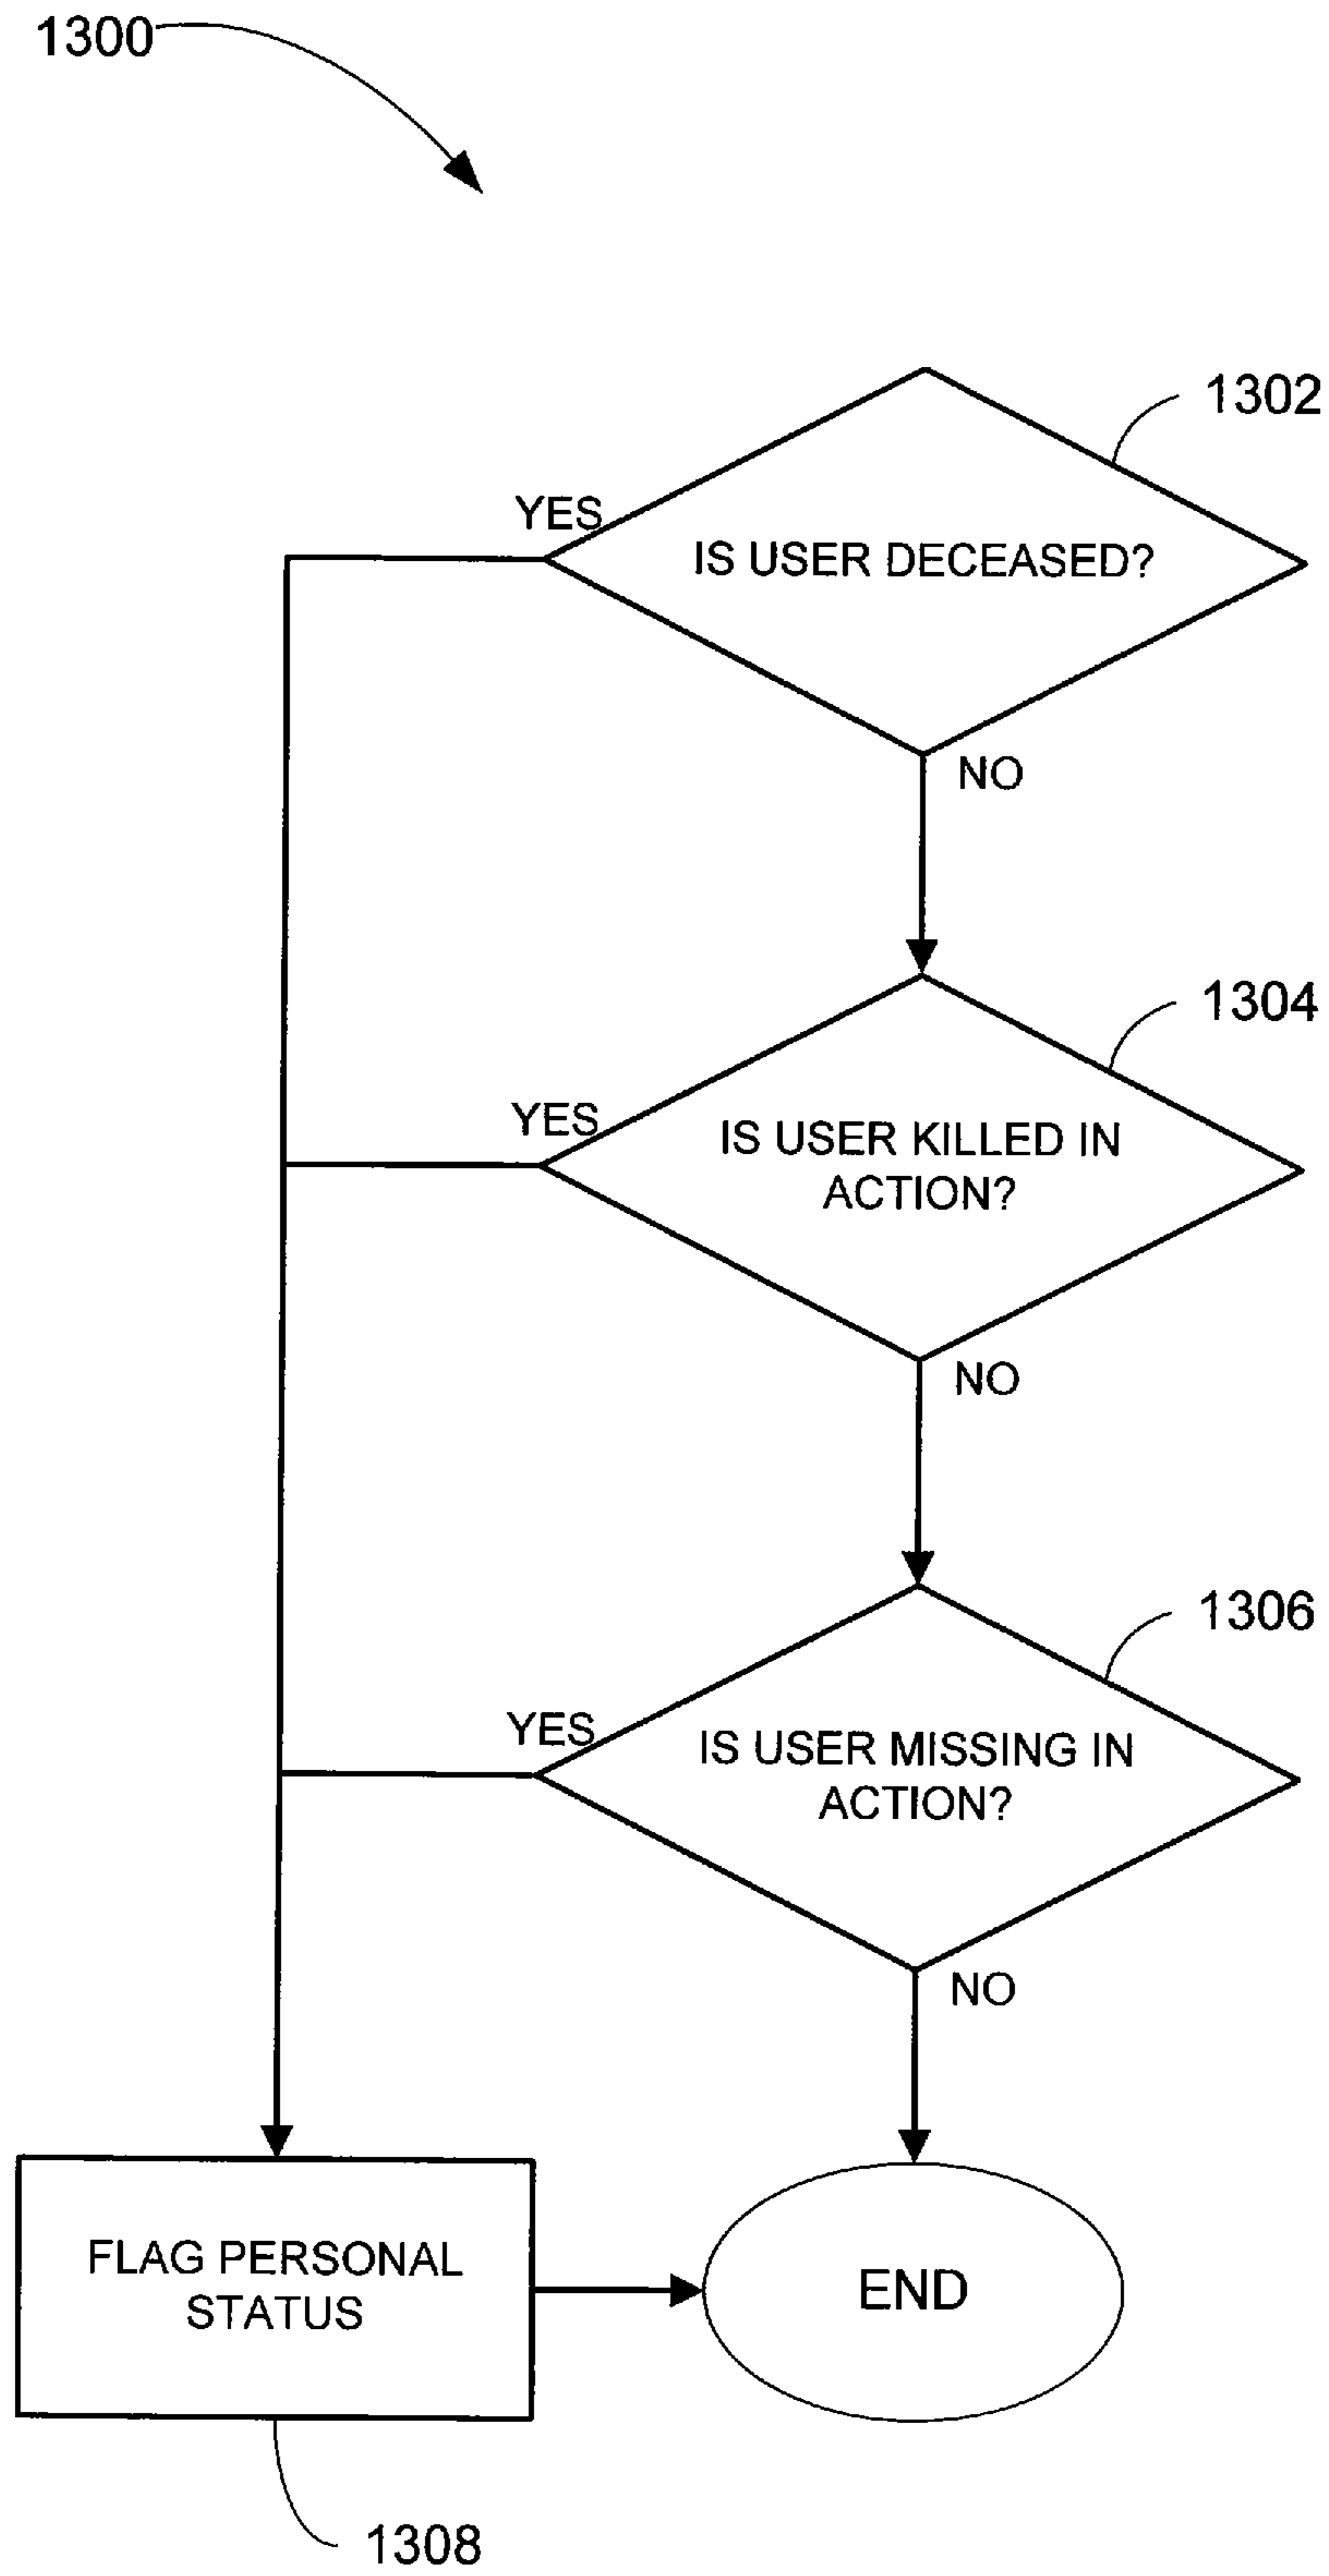 1300
1302
YES
IS USER DECEASED?
NO
1304
YES
IS USER KILLED IN
ACTION?
NO
1306
YES
IS USER MISSING IN
ACTION?
NO
FLAG PERSONAL
STATUS
END
1308